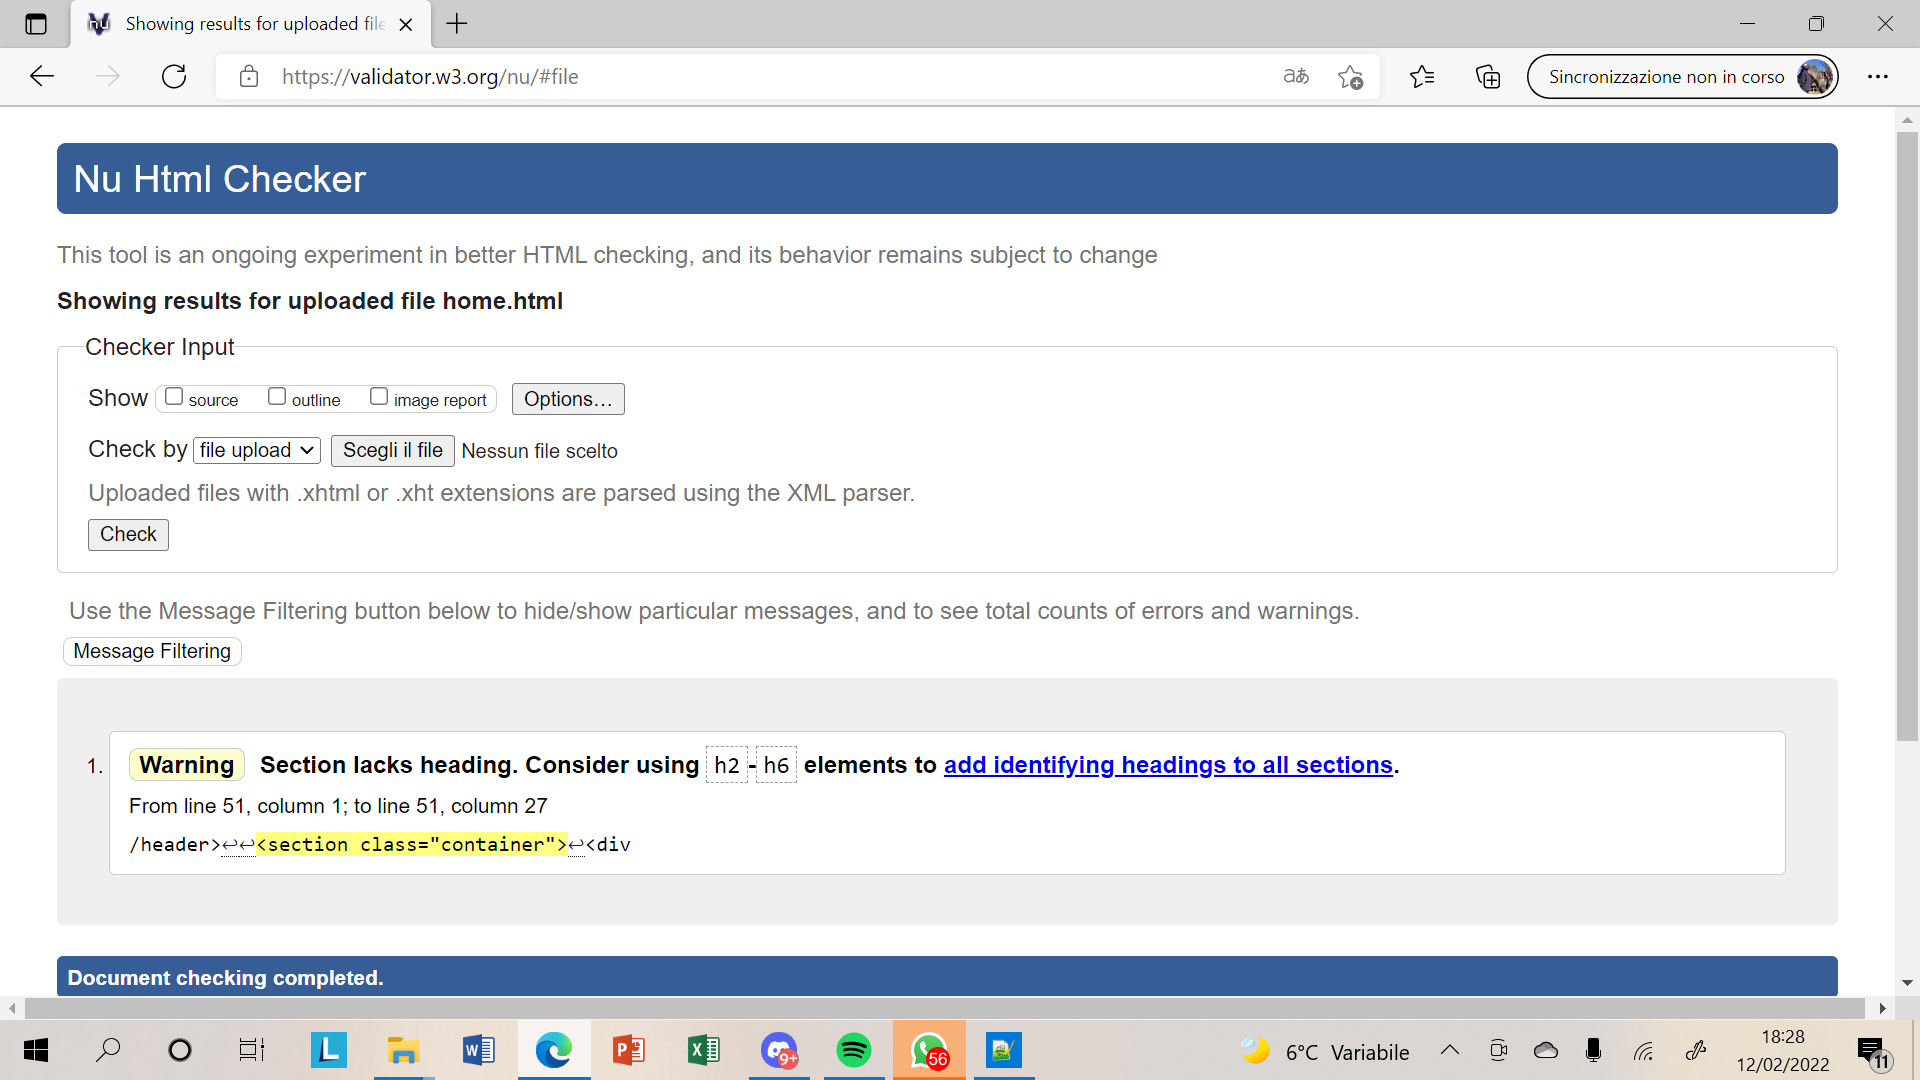 Showing results for uploaded file
https://validator.w3.org/nu/#file
aあ
Sincronizzazione non in corso
Nu Html Checker
This tool is an ongoing experiment in better HTML checking, and its behavior remains subject to change
Showing results for uploaded file home.html
Checker Input
Show source outline image report Options…
Check by file upload Scegli il file Nessun file scelto
Uploaded files with .xhtml or .xht extensions are parsed using the XML parser.
Check
Use the Message Filtering button below to hide/show particular messages, and to see total counts of errors and warnings.
Message Filtering
1. Warning Section lacks heading. Consider using h2-h6 elements to add identifying headings to all sections.
From line 51, column 1; to line 51, column 27
/header>↩↩<section class="container">↩<div
Document checking completed.
L
W
P
X
9+
56
6°C Variabile
18:28
12/02/2022
11